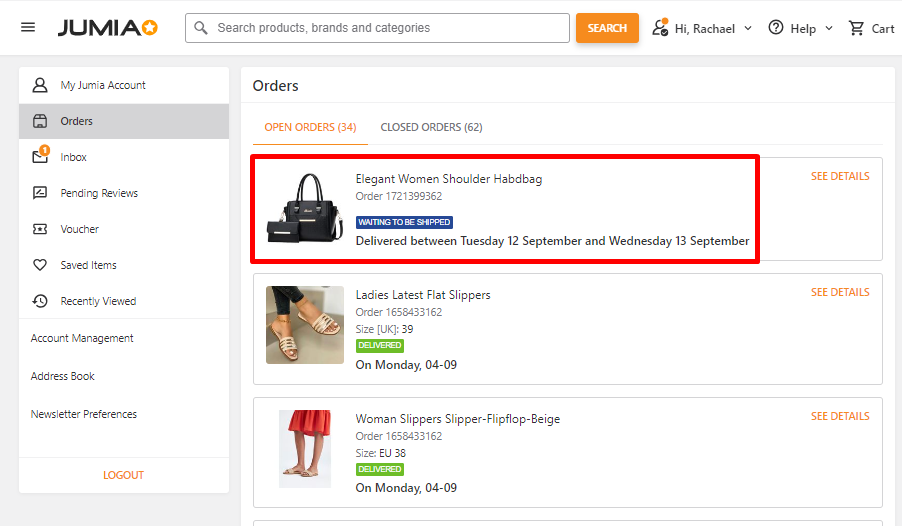 JUMIA
Search products, brands and categories
SEARCH
Hi, Rachael
Help
Cart
My Jumia Account
Orders
1
Inbox
Pending Reviews
Voucher
Saved Items
Recently Viewed
Account Management
Address Book
Newsletter Preferences
LOGOUT
Orders
OPEN ORDERS (34) CLOSED ORDERS (62)
Elegant Women Shoulder Habdbag
SEE DETAILS
Order 1721399362
WAITING TO BE SHIPPED
Delivered between Tuesday 12 September and Wednesday 13 September
Ladies Latest Flat Slippers
SEE DETAILS
Order 1658433162
Size [UK]: 39
DELIVERED
On Monday, 04-09
Woman Slippers Slipper-Flipflop-Beige
SEE DETAILS
Order 1658433162
Size: EU 38
DELIVERED
On Monday, 04-09